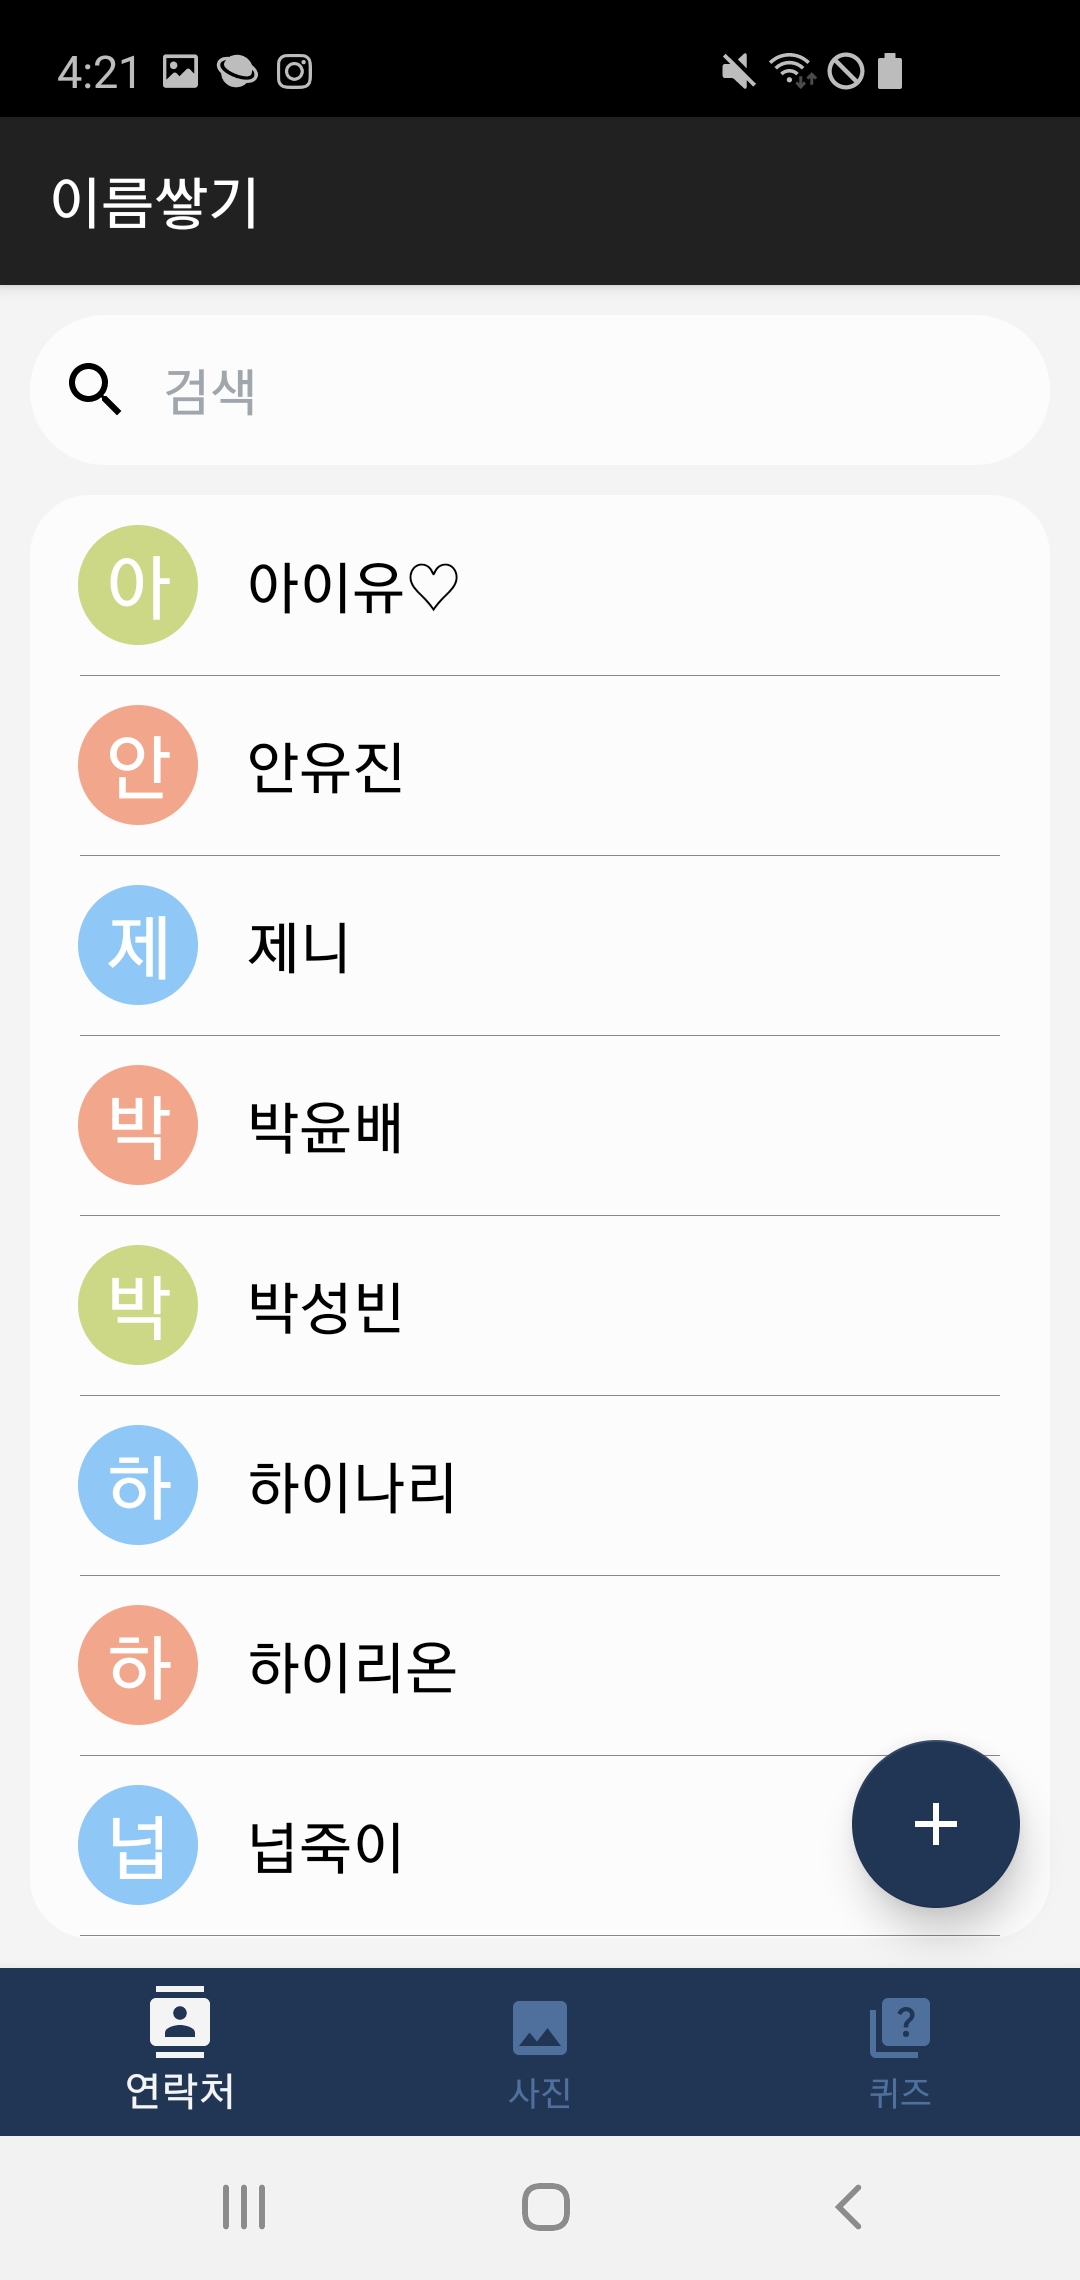 4:21
이름쌓기
검색
아 아이유♡
안 안유진
제 제니
박 박윤배
박 박성빈
하 하이나리
하 하이리온
넙 넙죽이
연락처 사진 퀴즈